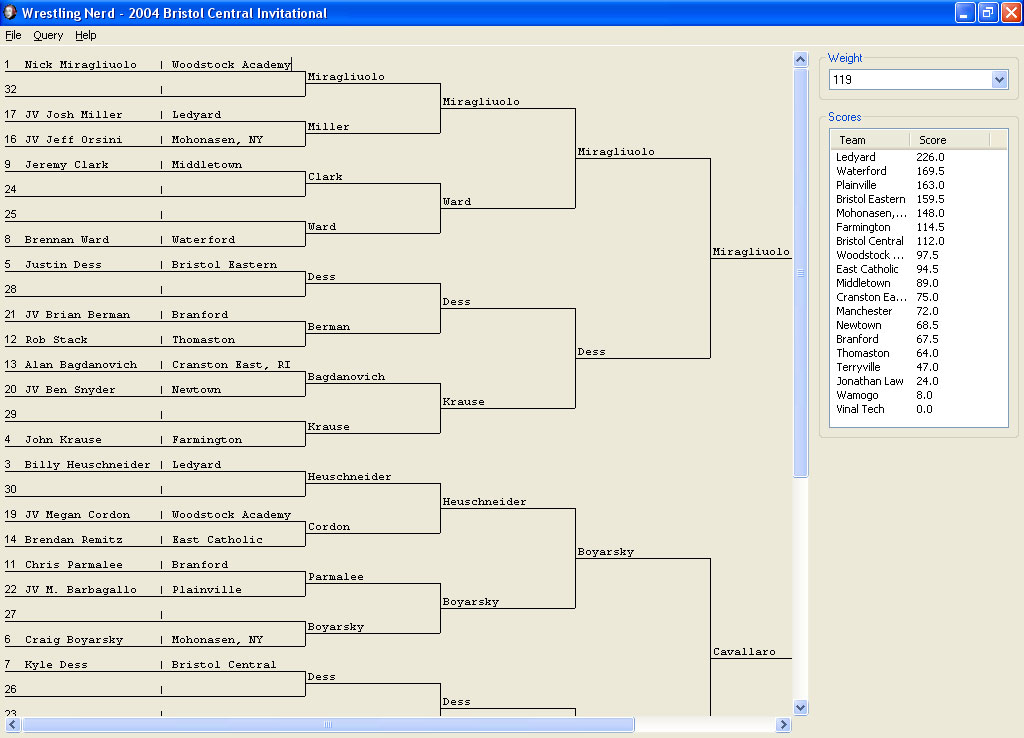 Wrestling Nerd - 2004 Bristol Central Invitational
File Query Help
1 Nick Miragliuolo | Woodstock Academy
Miragliuolo
32 |
Miragliuolo
17 JV Josh Miller | Ledyard
Miller
16 JV Jeff Orsini | Mohonasen, NY
Miragliuolo
9 Jeremy Clark | Middletown
Clark
24 |
Ward
25 |
Ward
8 Brennan Ward | Waterford
Miragliuolo
5 Justin Dess | Bristol Eastern
Dess
28 |
Dess
21 JV Brian Berman | Branford
Berman
12 Rob Stack | Thomaston
Dess
13 Alan Bagdanovich | Cranston East, RI
Bagdanovich
20 JV Ben Snyder | Newtown
Krause
29 |
Krause
4 John Krause | Farmington
3 Billy Heuschneider | Ledyard
Heuschneider
30 |
Heuschneider
19 JV Megan Cordon | Woodstock Academy
Cordon
14 Brendan Remitz | East Catholic
Boyarsky
11 Chris Parmalee | Branford
Parmalee
22 JV M. Barbagallo | Plainville
Boyarsky
27 |
Boyarsky
6 Craig Boyarsky | Mohonasen, NY
Cavallaro
7 Kyle Dess | Bristol Central
Dess
26 |
Dess
23
Weight
119
Scores
Team Score
Ledyard 226.0
Waterford 169.5
Plainville 163.0
Bristol Eastern 159.5
Mohonasen,... 148.0
Farmington 114.5
Bristol Central 112.0
Woodstock ... 97.5
East Catholic 94.5
Middletown 89.0
Cranston Ea... 75.0
Manchester 72.0
Newtown 68.5
Branford 67.5
Thomaston 64.0
Terryville 47.0
Jonathan Law 24.0
Wamogo 8.0
Vinal Tech 0.0